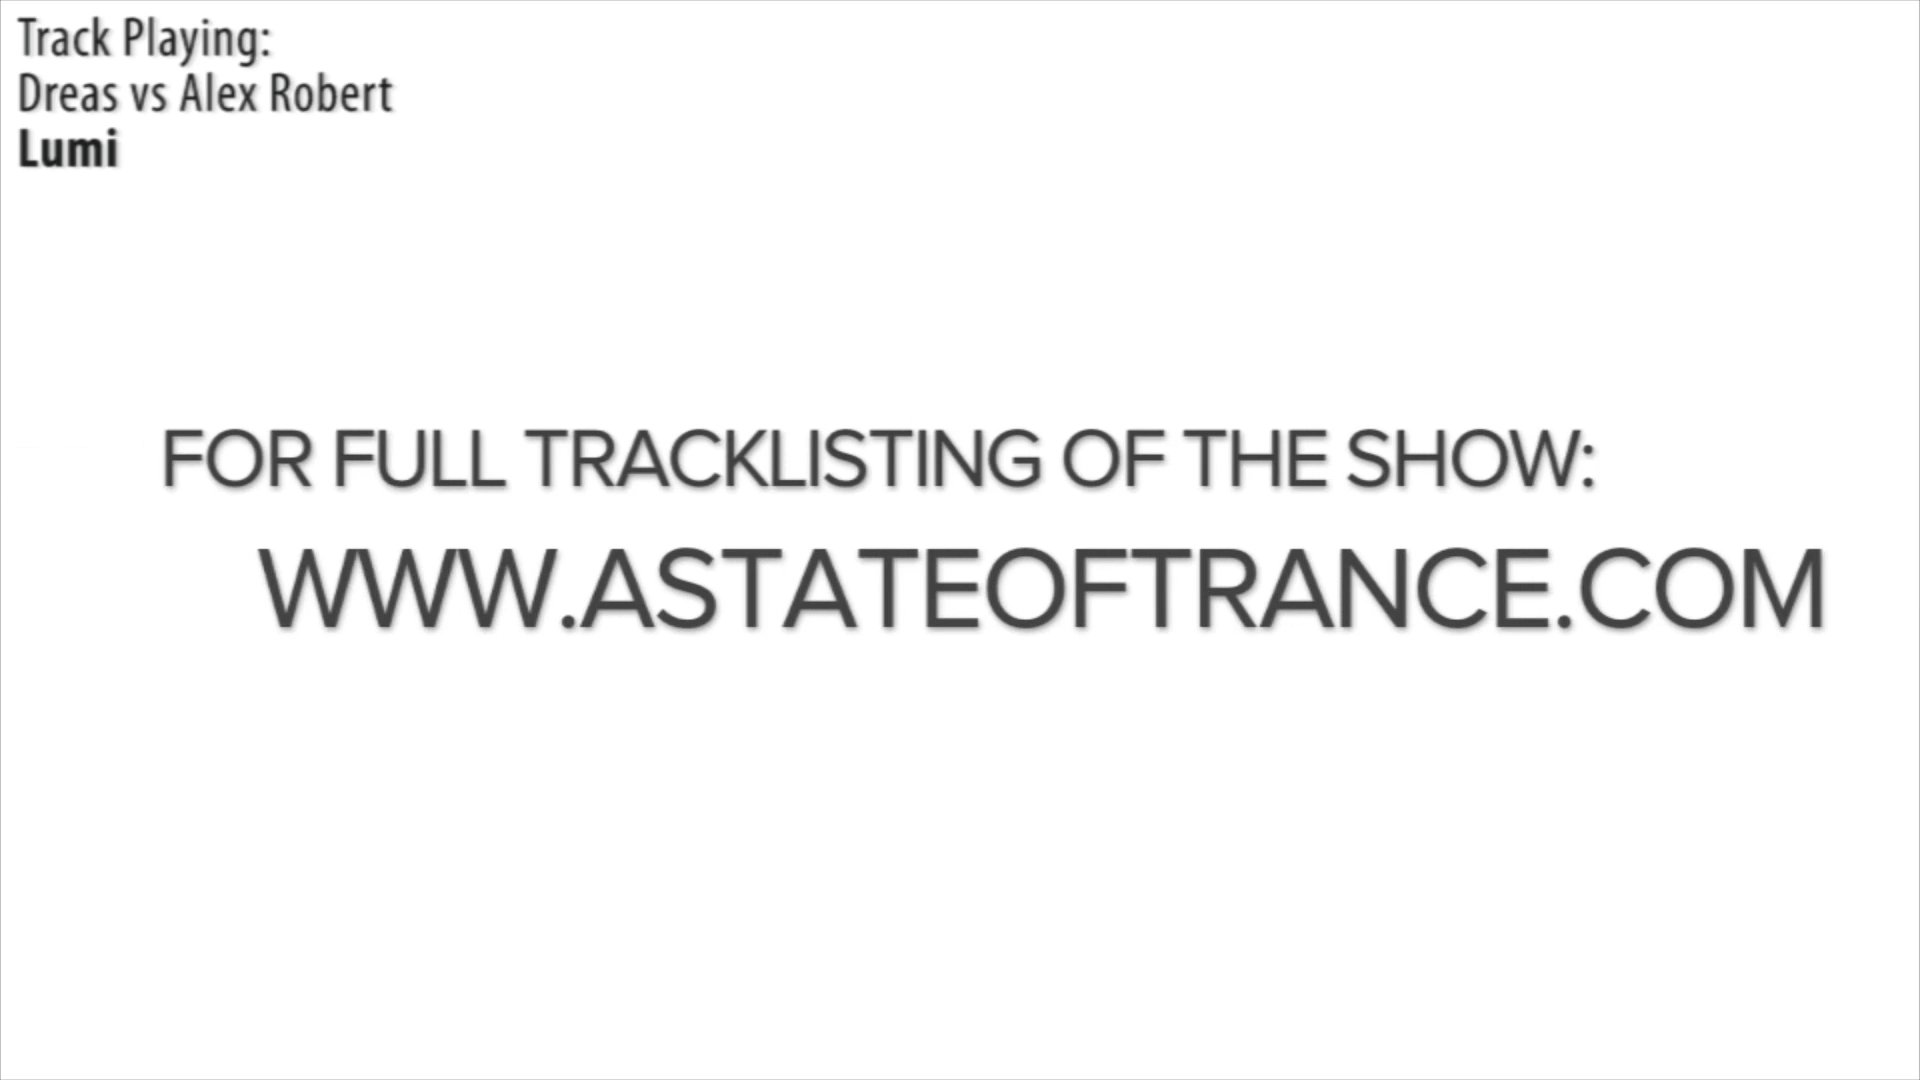 Track Playing:
Dreas vs Alex Robert
Lumi
FOR FULL TRACKLISTING OF THE SHOW:
WWW.ASTATEOFTRANCE.COM